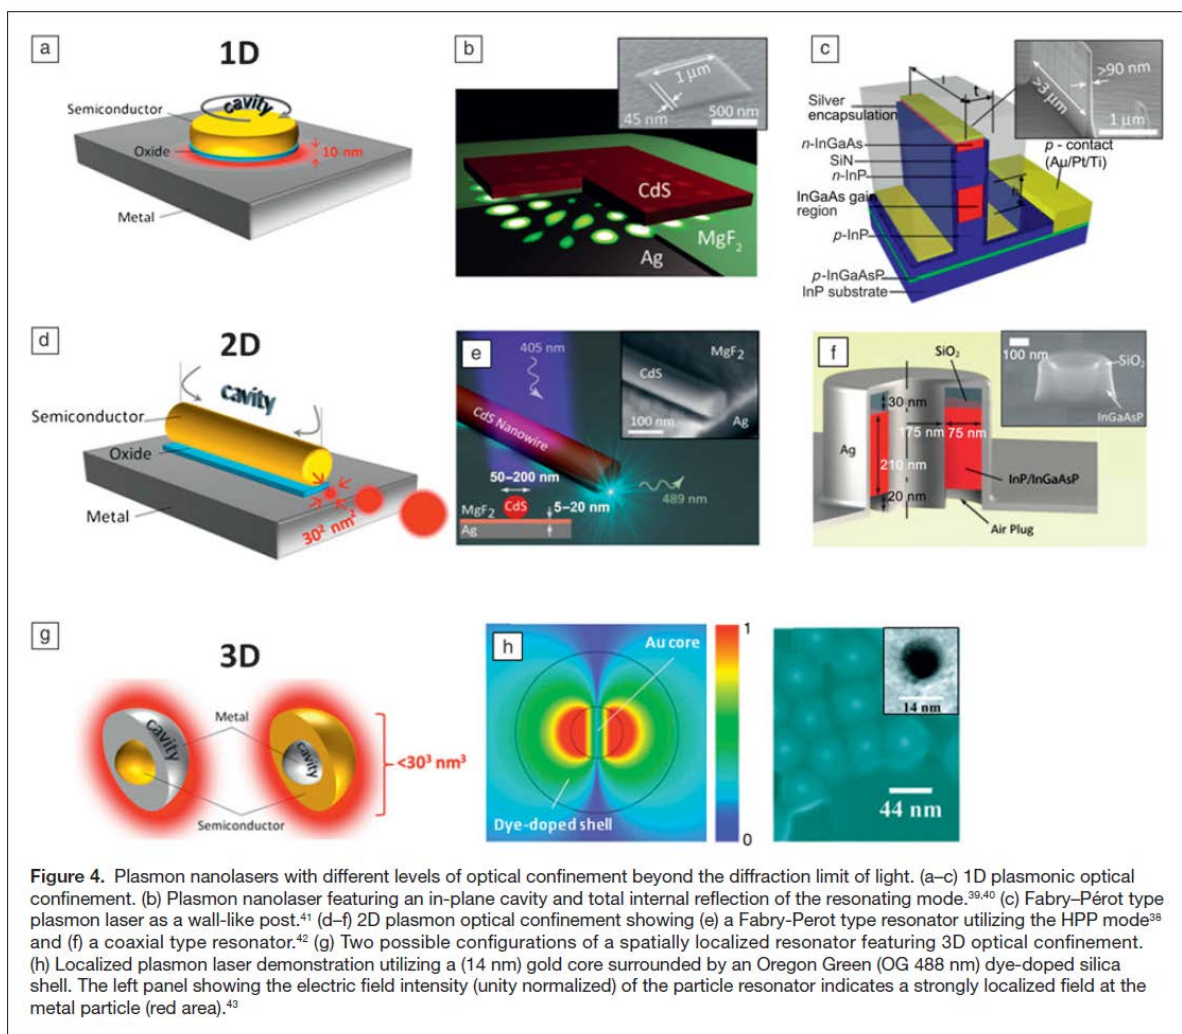 a
1D
cavity
Semiconductor
Oxide
10 nm
Metal
b
1 μm
45 nm
500 nm
CdS
MgF2
Ag
c
>90 nm
>3 μm
1 μm
l
t
Silver
encapsulation
n-InGaAs
SiN
n-InP
InGaAs gain
region
p-InP
p-InGaAsP
InP substrate
p - contact
(Au/Pt/Ti)
h
d
2D
cavity
Semiconductor
Oxide
Metal
30² nm²
e
405 nm
MgF2
CdS
100 nm
Ag
CdS Nanowire
50–200 nm
489 nm
MgF2
CdS
5–20 nm
Ag
f
SiO2
100 nm
SiO2
InGaAsP
30 nm
175 nm
75 nm
Ag
210 nm
InP/InGaAsP
20 nm
Air Plug
g
3D
Metal
cavity
cavity
<30³ nm³
Semiconductor
h
Au core
1
Dye-doped shell
0
14 nm
44 nm
Figure 4. Plasmon nanolasers with different levels of optical confinement beyond the diffraction limit of light. (a–c) 1D plasmonic optical
confinement. (b) Plasmon nanolaser featuring an in-plane cavity and total internal reflection of the resonating mode.39,40 (c) Fabry–Pérot type
plasmon laser as a wall-like post.41 (d–f) 2D plasmon optical confinement showing (e) a Fabry-Perot type resonator utilizing the HPP mode38
and (f) a coaxial type resonator.42 (g) Two possible configurations of a spatially localized resonator featuring 3D optical confinement.
(h) Localized plasmon laser demonstration utilizing a (14 nm) gold core surrounded by an Oregon Green (OG 488 nm) dye-doped silica
shell. The left panel showing the electric field intensity (unity normalized) of the particle resonator indicates a strongly localized field at the
metal particle (red area).43